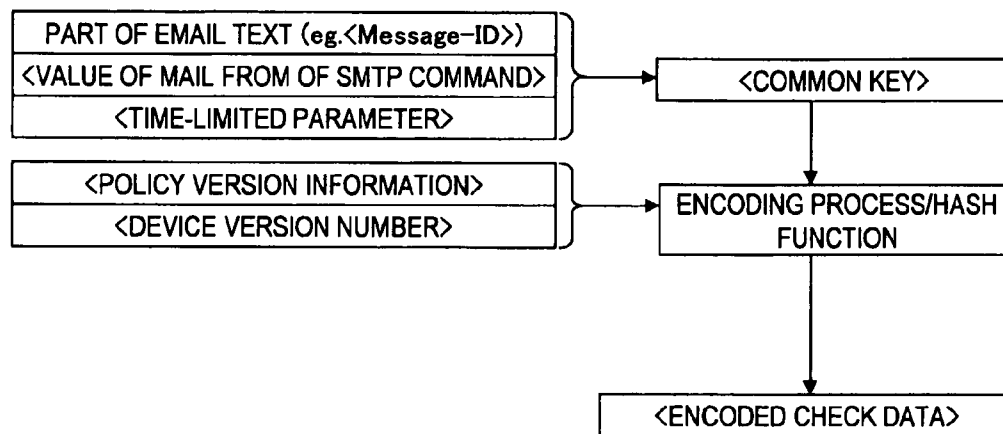 PART OF EMAIL TEXT (eg.<Message-ID>)
<VALUE OF MAIL FROM OF SMTP COMMAND>
<TIME-LIMITED PARAMETER>
<COMMON KEY>
<POLICY VERSION INFORMATION>
<DEVICE VERSION NUMBER>
ENCODING PROCESS/HASH
FUNCTION
<ENCODED CHECK DATA>